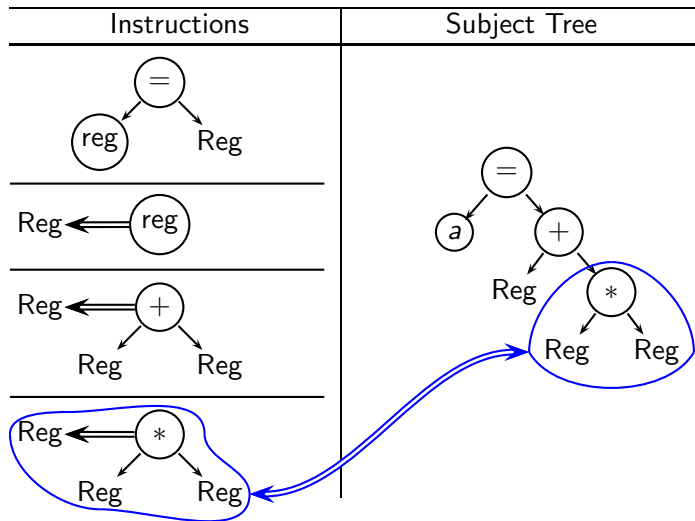 Instructions
Subject Tree
=
reg
Reg
Reg
reg
Reg
+
Reg
Reg
Reg
*
Reg
Reg
=
a
+
Reg
*
Reg
Reg